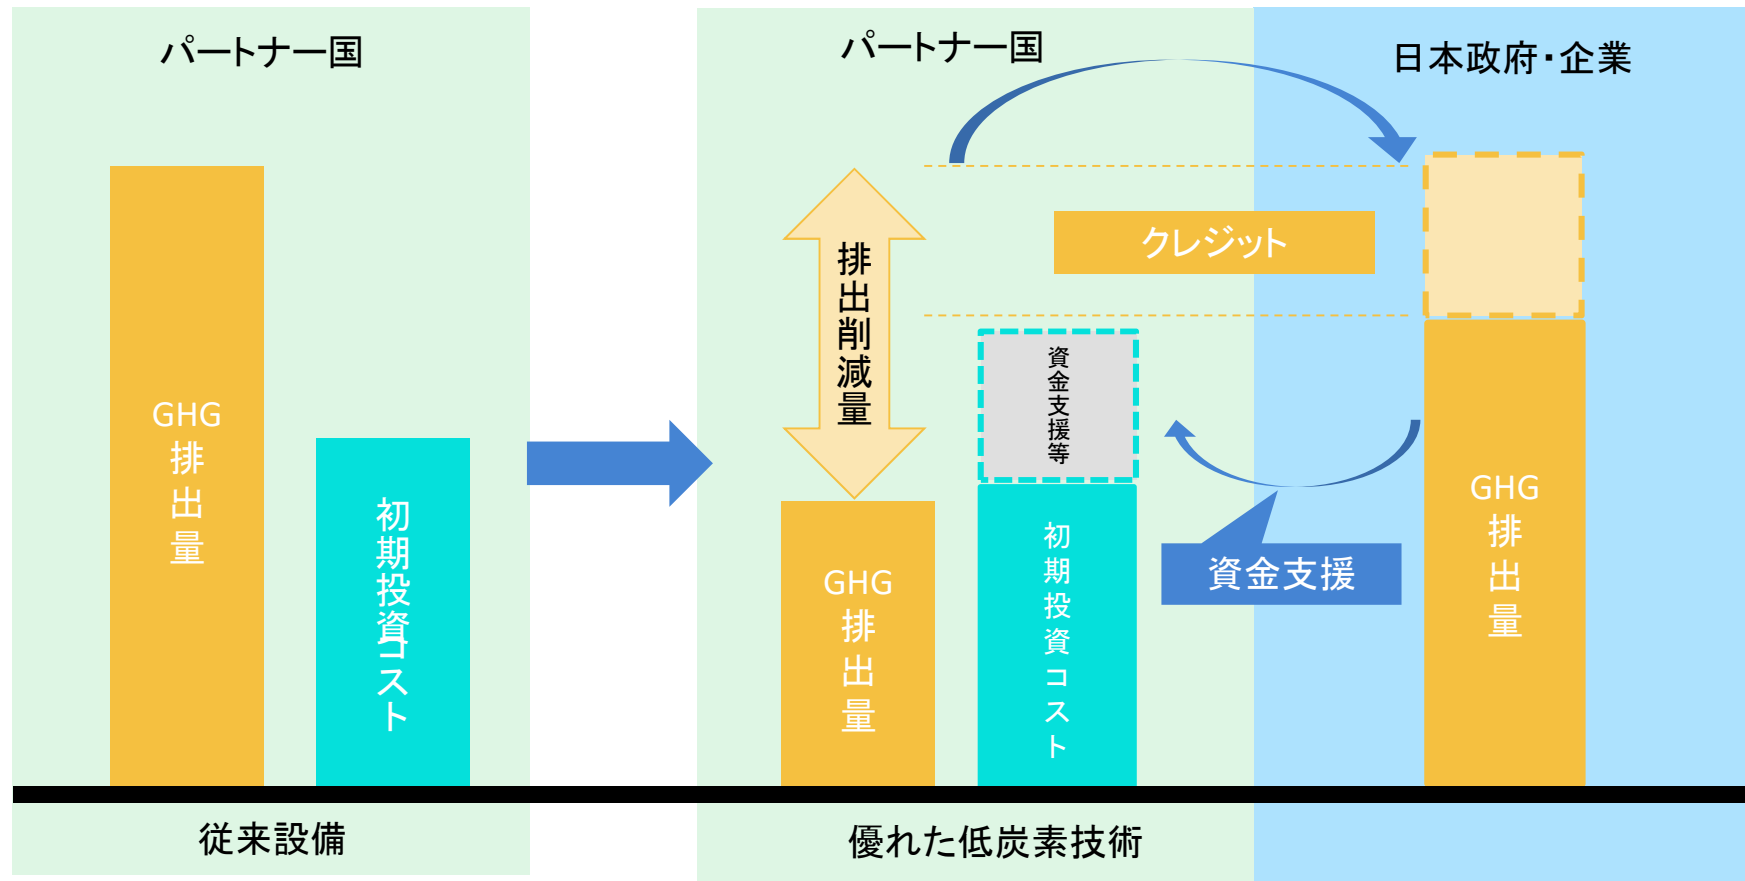 パートナー国
GHG
排出量
初期投資コスト
従来設備
パートナー国
排出削減量
GHG
排出量
資金支援等
初期投資コスト
クレジット
資金支援
優れた低炭素技術
日本政府・企業
GHG
排出量